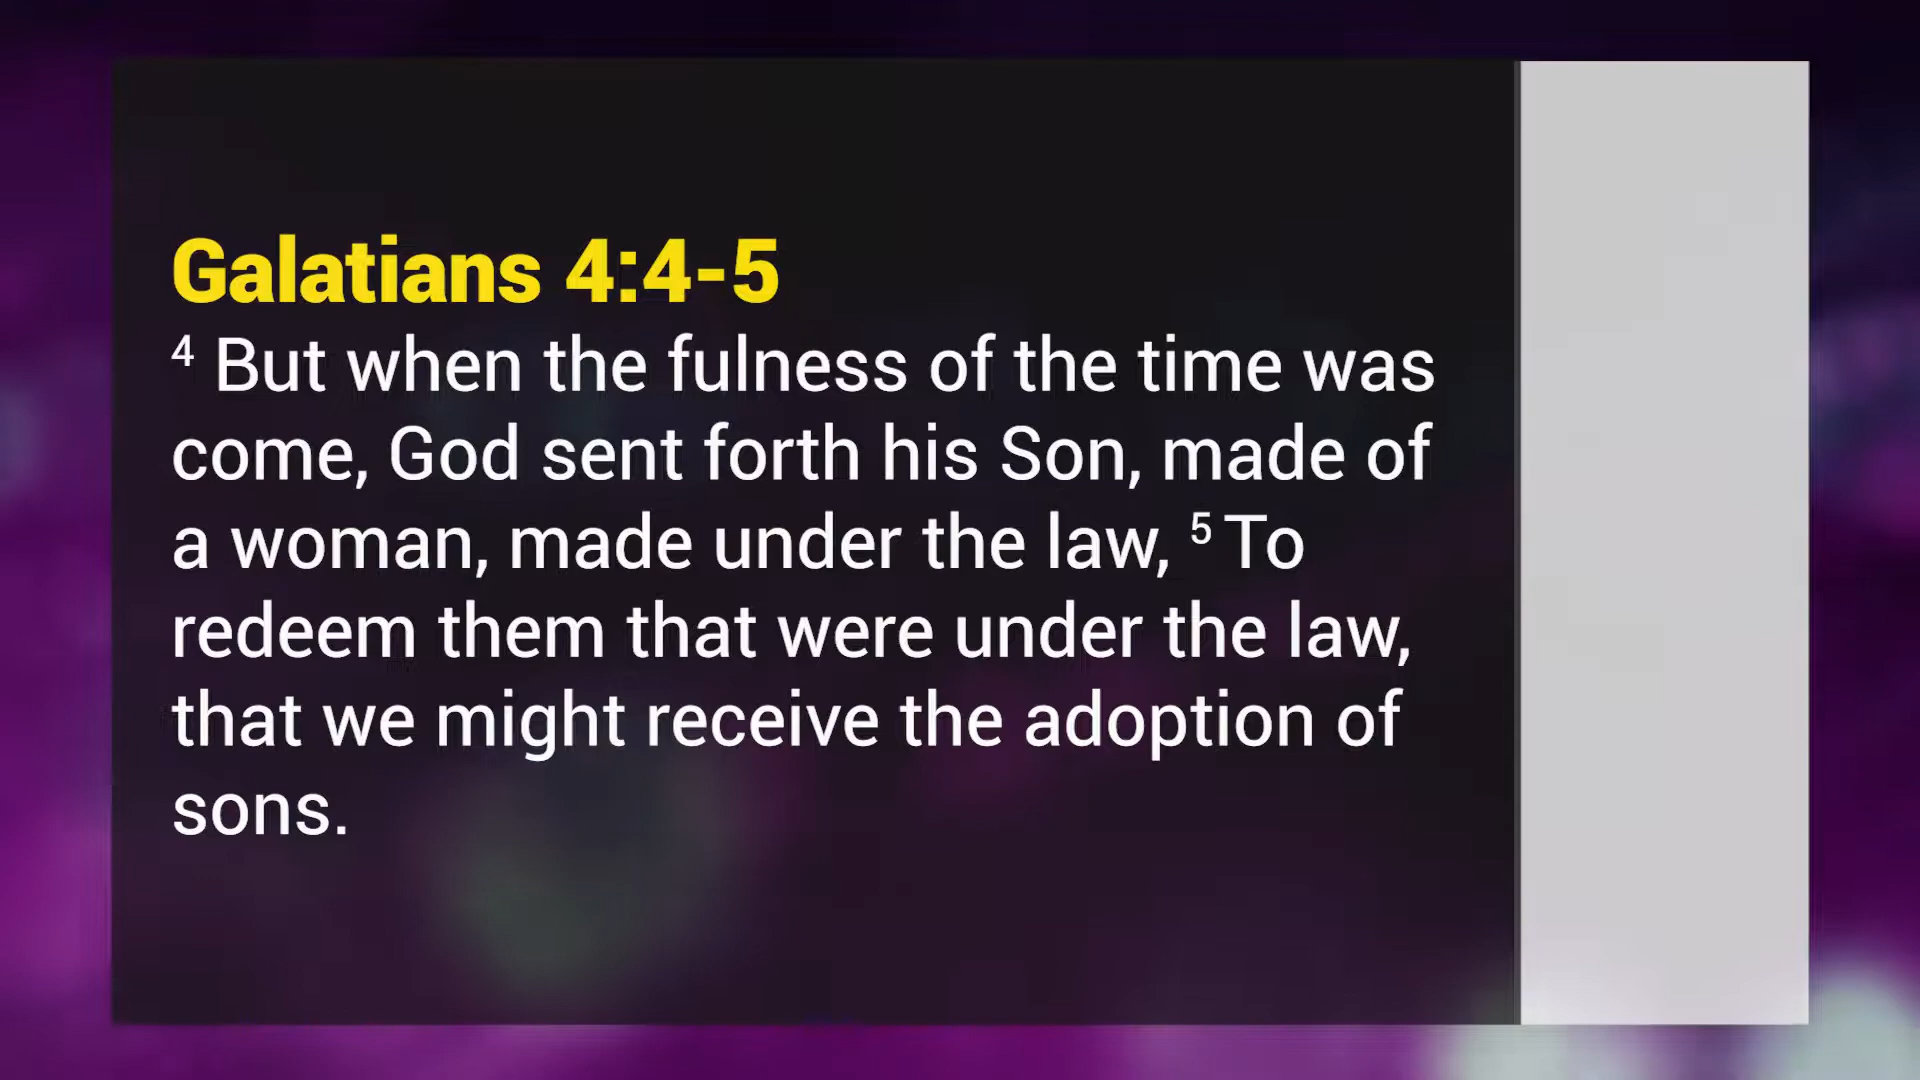 Galatians 4:4-5
4 But when the fulness of the time was
come, God sent forth his Son, made of
a woman, made under the law, 5 To
redeem them that were under the law,
that we might receive the adoption of
sons.